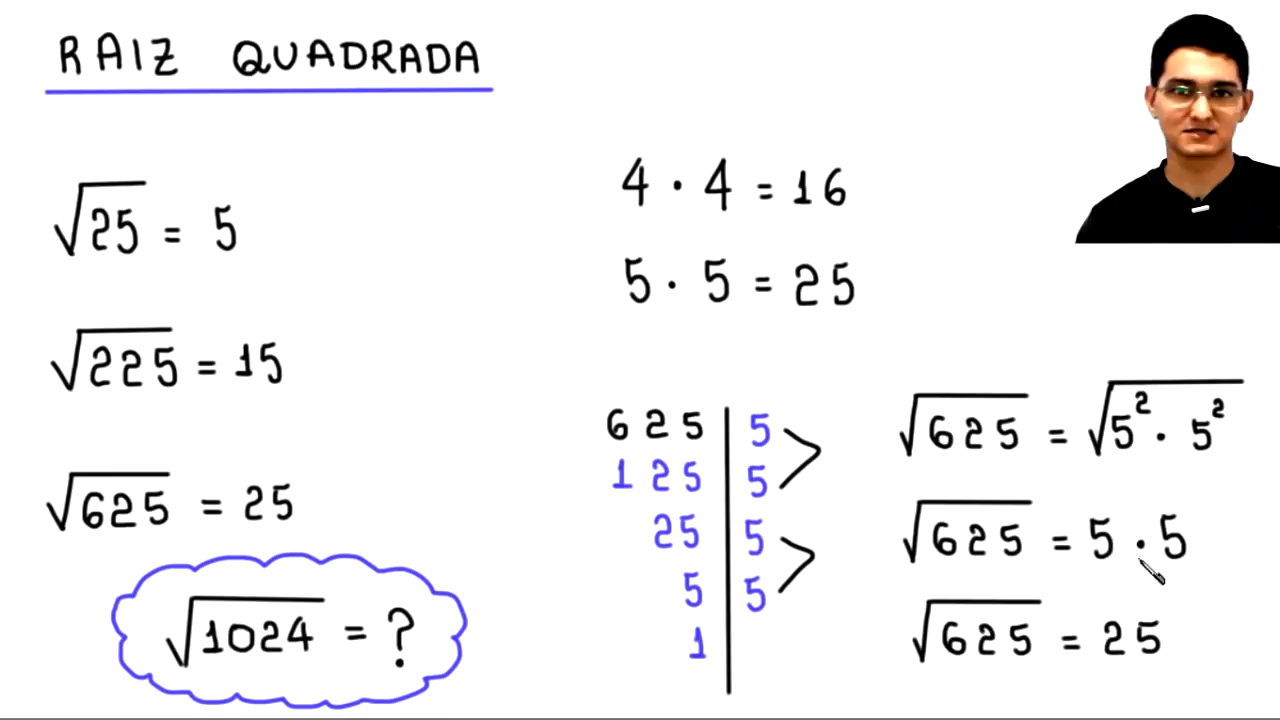 RAIZ QUADRADA
√25 = 5
√225 = 15
√625 = 25
√1024 = ?
4 · 4 = 16
5 · 5 = 25
625 | 5
125 | 5
25 | 5
5 | 5
1 |
√625 = √5² · 5²
√625 = 5 · 5
√625 = 25